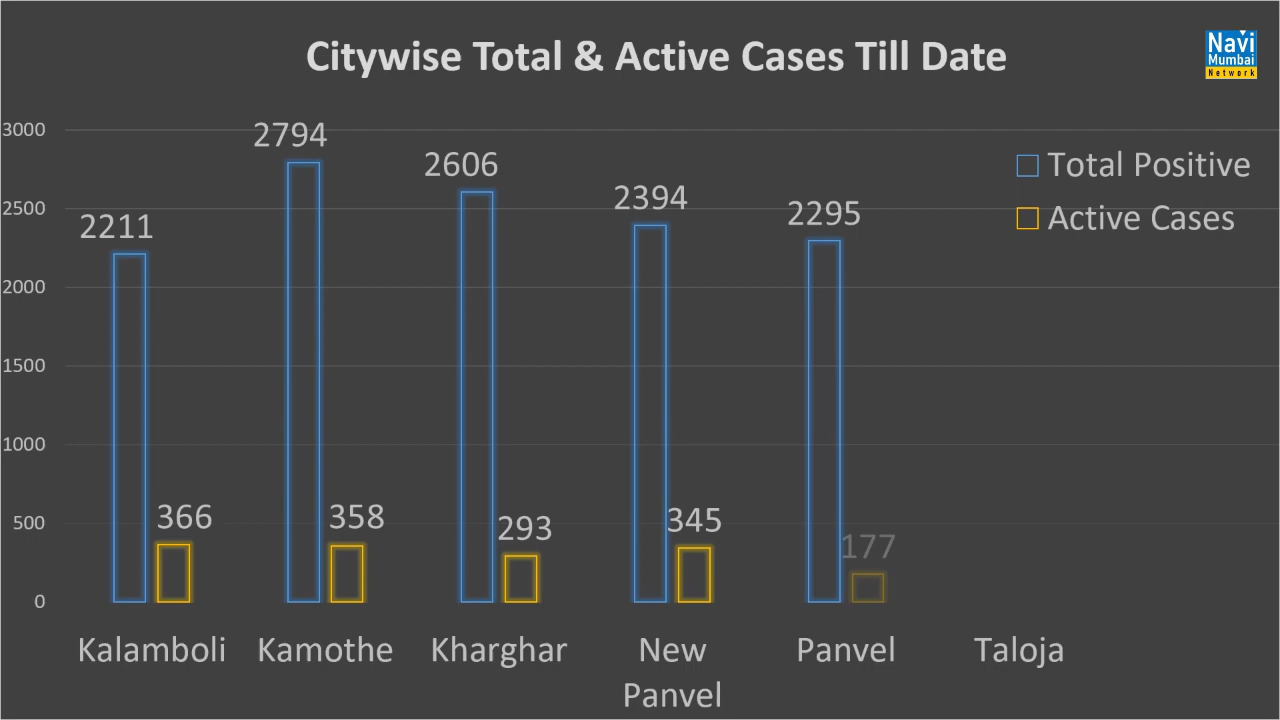 Citywise Total & Active Cases Till Date
Navi
Mumbai
Network
3000
2500
2000
1500
1000
500
0
2211
2794
2606
2394
2295
366
358
293
345
177
Total Positive
Active Cases
Kalamboli
Kamothe
Kharghar
New
Panvel
Panvel
Taloja